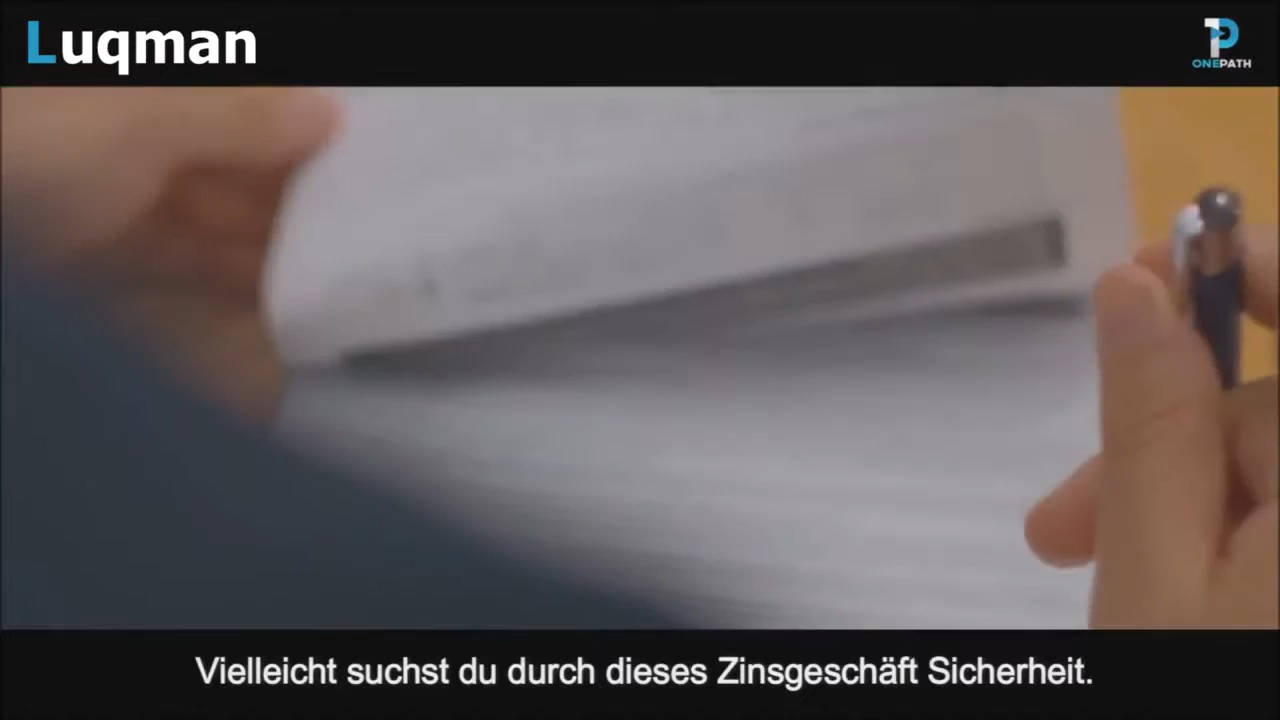 Luqman
ONEPATH
Vielleicht suchst du durch dieses Zinsgeschäft Sicherheit.